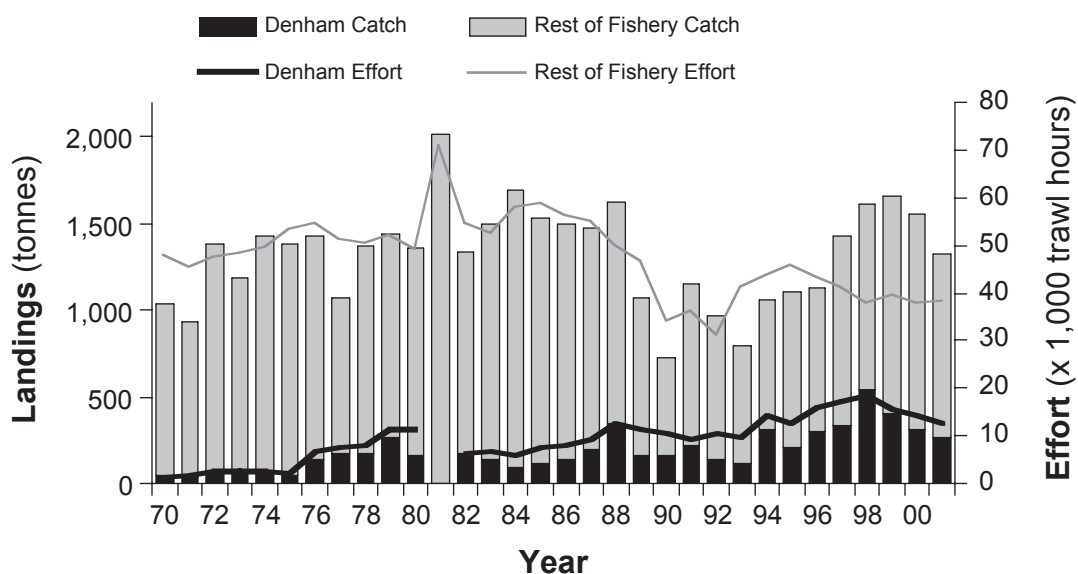 Denham Catch Rest of Fishery Catch
Denham Effort Rest of Fishery Effort
Landings (tonnes)
2,000
1,500
1,000
500
0
80
70
60
50
40
30
20
10
0
Effort (x 1,000 trawl hours)
70 72 74 76 78 80 82 84 86 88 90 92 94 96 98 00
Year